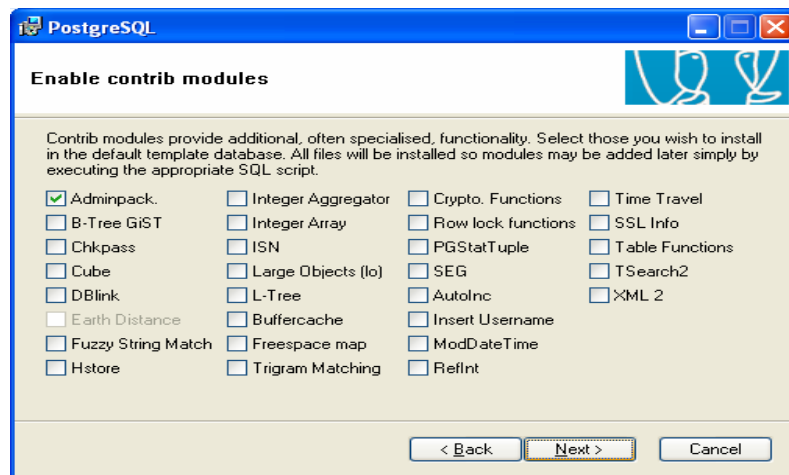 PostgreSQL
Enable contrib modules
Contrib modules provide additional, often specialised, functionality. Select those you wish to install
in the default template database. All files will be installed so modules may be added later simply by
executing the appropriate SQL script.
Adminpack. Integer Aggregator Crypto. Functions Time Travel
B-Tree GiST Integer Array Row lock functions SSL Info
Chkpass ISN PGStatTuple Table Functions
Cube Large Objects (lo) SEG TSearch2
DBlink L-Tree AutoInc XML 2
Earth Distance Buffercache Insert Username
Fuzzy String Match Freespace map ModDateTime
Hstore Trigram Matching RefInt
< Back Next > Cancel